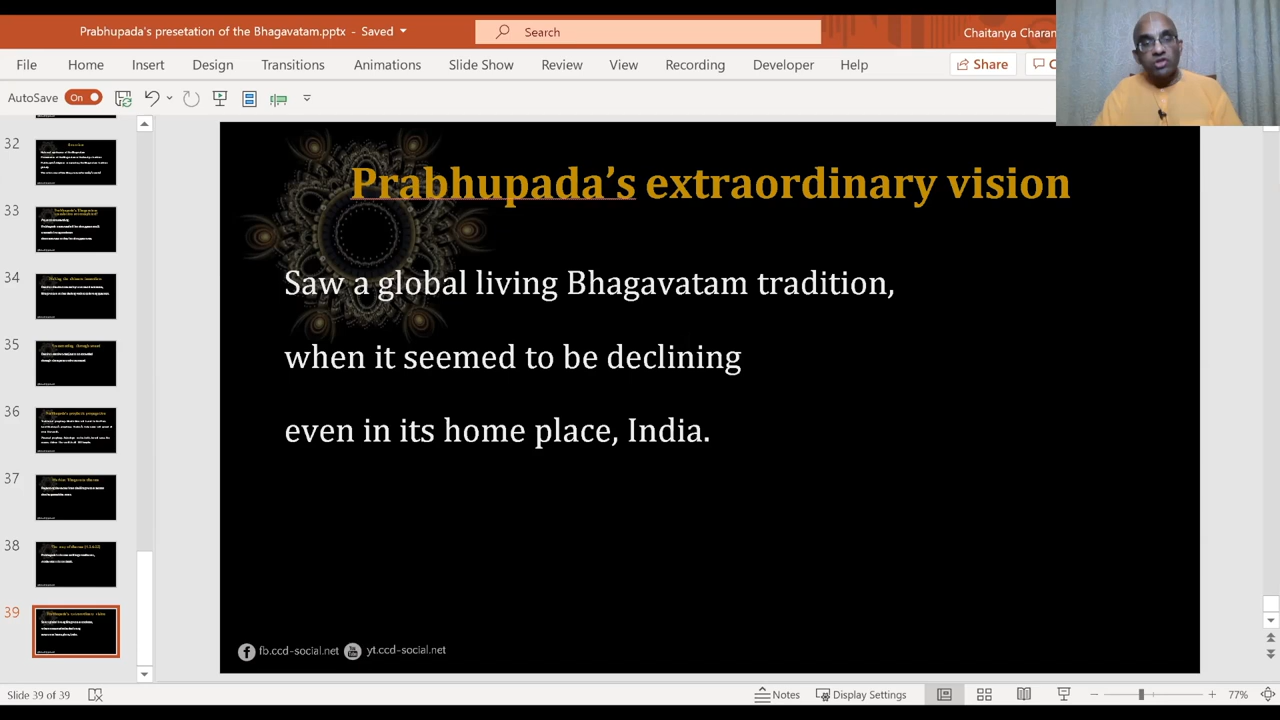 Prabhupada's presetation of the Bhagavatam.pptx - Saved
Search
Chaitanya Charan
File Home Insert Design Transitions Animations Slide Show Review View Recording Developer Help
Share
AutoSave On
32
33
34
35
36
37
38
39
Prabhupada’s extraordinary vision
Saw a global living Bhagavatam tradition,
when it seemed to be declining
even in its home place, India.
fb.ccd-social.net yt.ccd-social.net
Slide 39 of 39
Notes Display Settings 77%